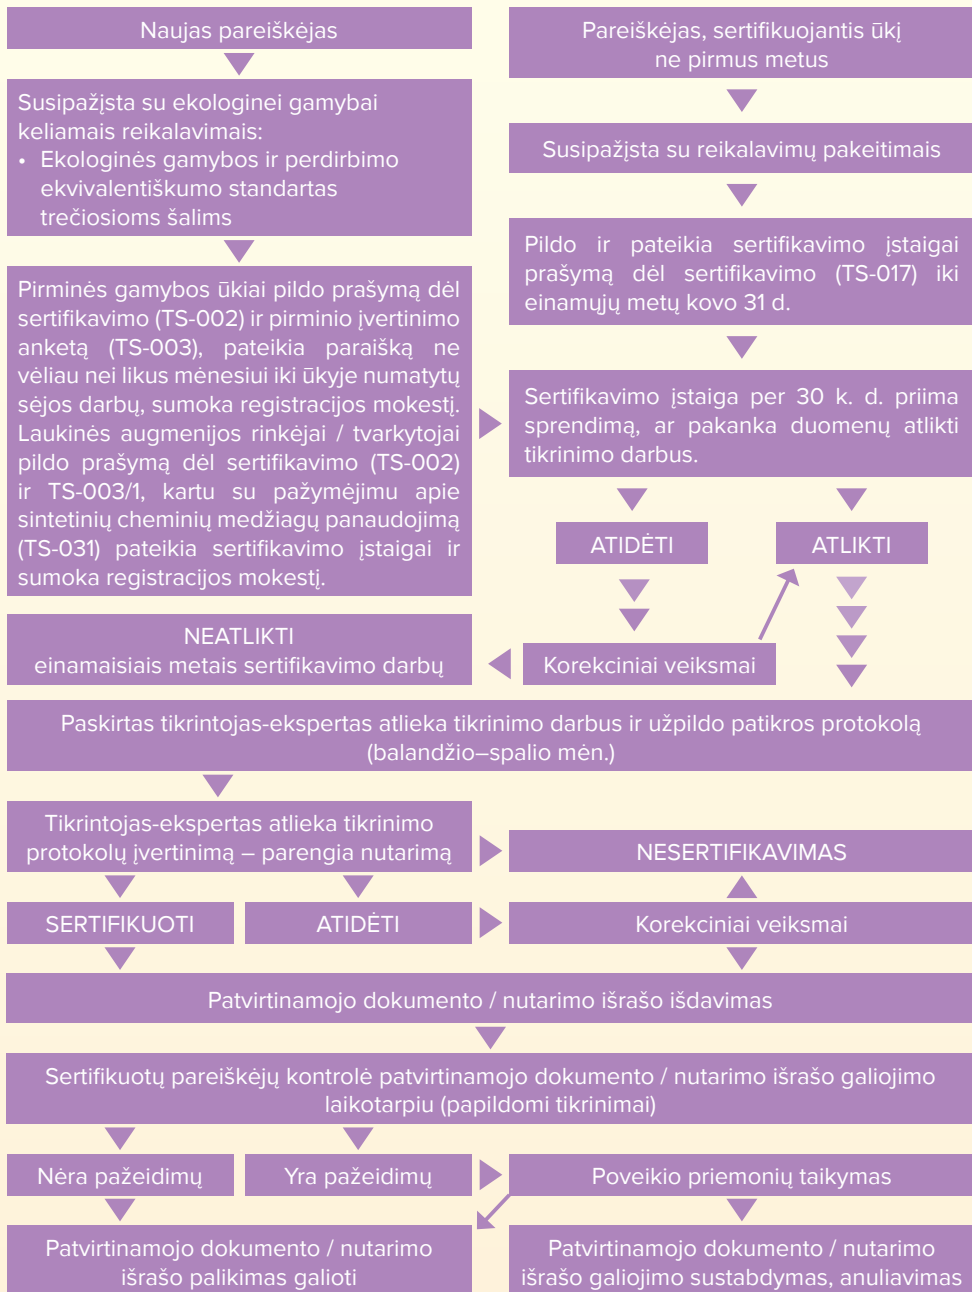 Naujas pareiškėjas
Susipažįsta su ekologinei gamybai
keliamais reikalavimais:
• Ekologinės gamybos ir perdirbimo
ekvivalentiškumo standartas
trečiosioms šalims
Pirminės gamybos ūkiai pildo prašymą dėl
sertifikavimo (TS-002) ir pirminio įvertinimo
anketą (TS-003), pateikia paraišką ne
vėliau nei likus mėnesiui iki ūkyje numatytų
sėjos darbų, sumoka registracijos mokestį.
Laukinės augmenijos rinkėjai / tvarkytojai
pildo prašymą dėl sertifikavimo (TS-002)
ir TS-003/1, kartu su pažymėjimu apie
sintetinių cheminių medžiagų panaudojimą
(TS-031) pateikia sertifikavimo įstaigai ir
sumoka registracijos mokestį.
Pareiškėjas, sertifikuojantis ūkį
ne pirmus metus
Susipažįsta su reikalavimų pakeitimais
Pildo ir pateikia sertifikavimo įstaigai
prašymą dėl sertifikavimo (TS-017) iki
einamųjų metų kovo 31 d.
Sertifikavimo įstaiga per 30 k. d. priima
sprendimą, ar pakanka duomenų atlikti
tikrinimo darbus.
ATIDĖTI
ATLIKTI
NEATLIKTI
einamaisiais metais sertifikavimo darbų
Korekciniai veiksmai
Paskirtas tikrintojas-ekspertas atlieka tikrinimo darbus ir užpildo patikros protokolą
(balandžio–spalio mėn.)
Tikrintojas-ekspertas atlieka tikrinimo
protokolų įvertinimą – parengia nutarimą
NESERTIFIKAVIMAS
SERTIFIKUOTI
ATIDĖTI
Korekciniai veiksmai
Patvirtinamojo dokumento / nutarimo išrašo išdavimas
Sertifikuotų pareiškėjų kontrolė patvirtinamojo dokumento / nutarimo išrašo galiojimo
laikotarpiu (papildomi tikrinimai)
Nėra pažeidimų
Yra pažeidimų
Poveikio priemonių taikymas
Patvirtinamojo dokumento / nutarimo
išrašo palikimas galioti
Patvirtinamojo dokumento / nutarimo
išrašo galiojimo sustabdymas, anuliavimas